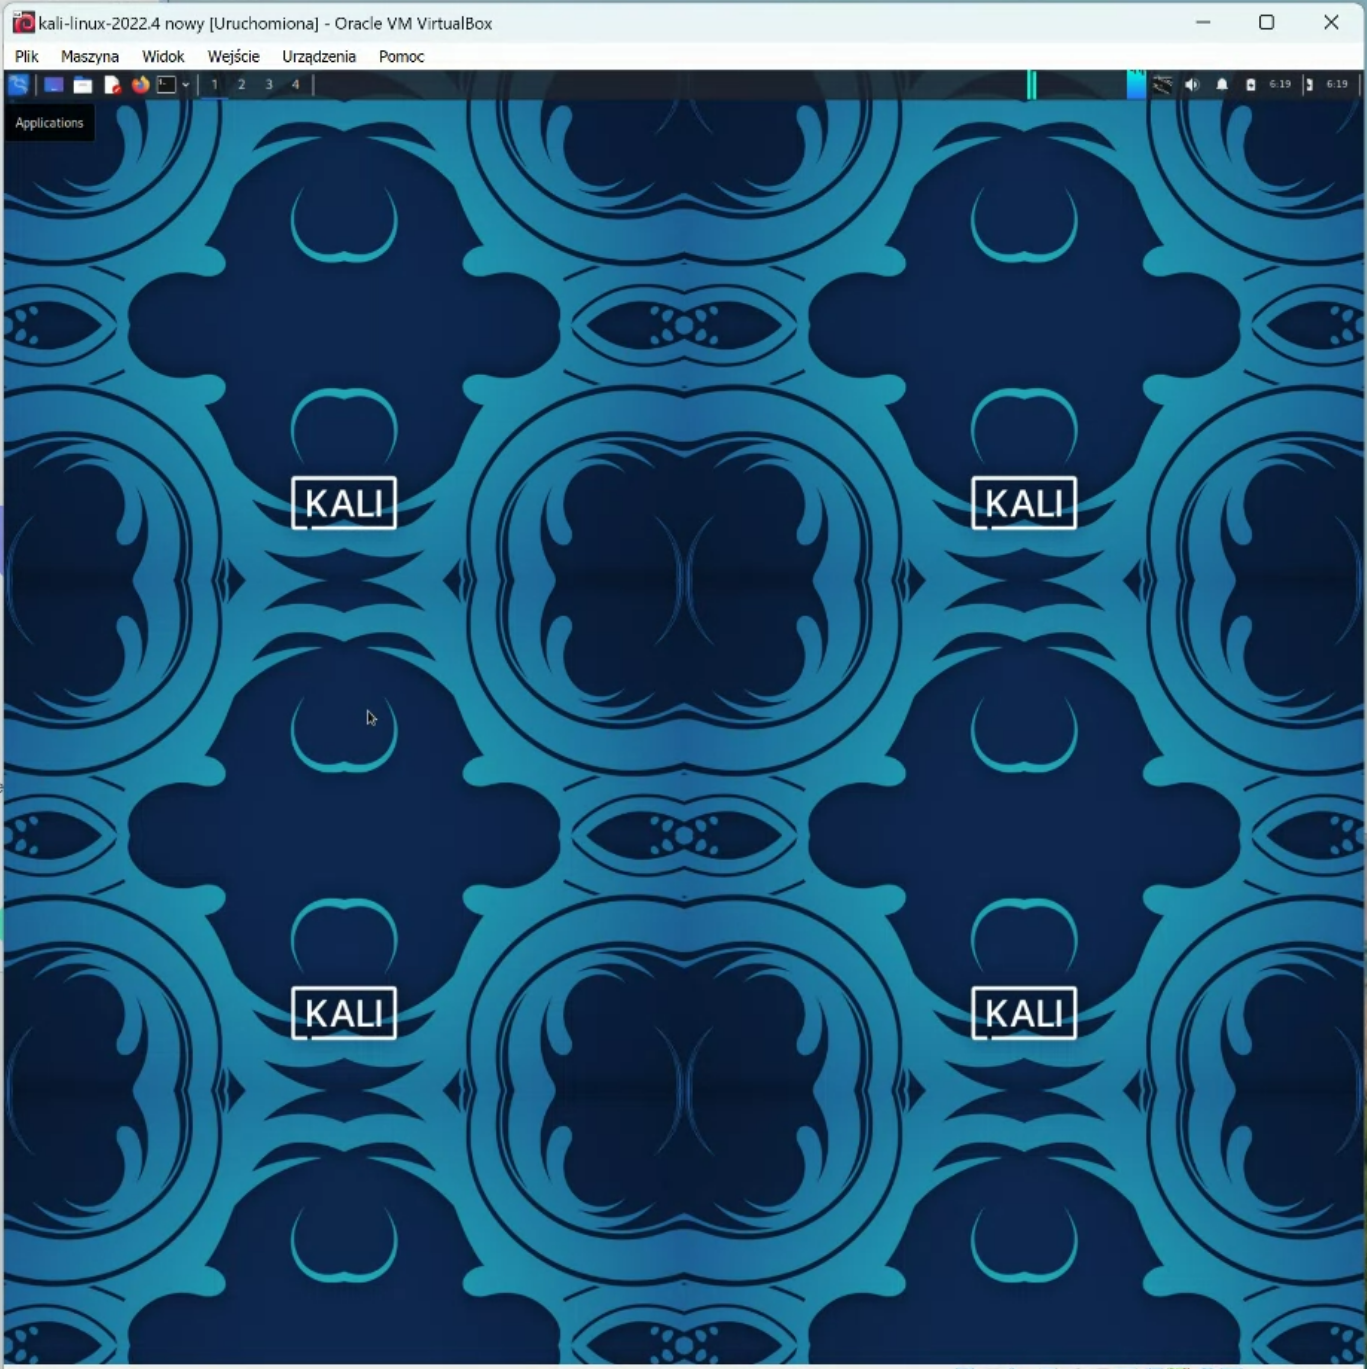 kali-linux-2022.4 nowy [Uruchomiona] - Oracle VM VirtualBox
Plik Maszyna Widok Wejście Urządzenia Pomoc
1 2 3 4 6:19 6:19
Applications
KALI KALI
KALI KALI